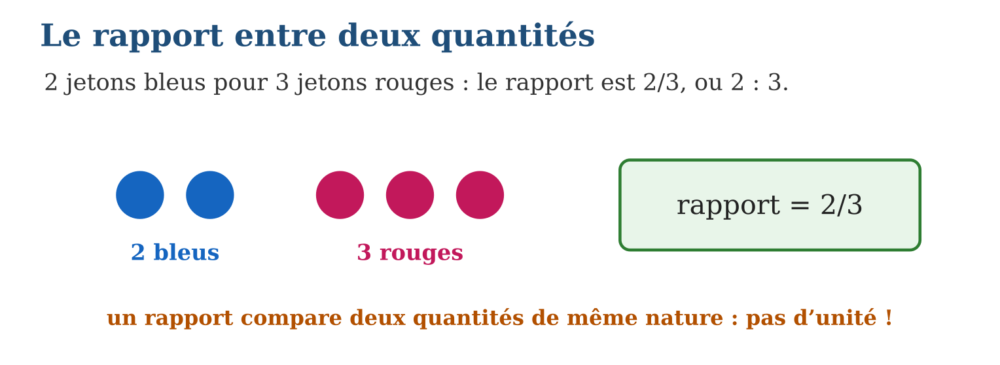 Le rapport entre deux quantités
2 jetons bleus pour 3 jetons rouges : le rapport est 2/3, ou 2 : 3.
rapport = 2/3
2 bleus
3 rouges
un rapport compare deux quantités de même nature : pas d’unité !